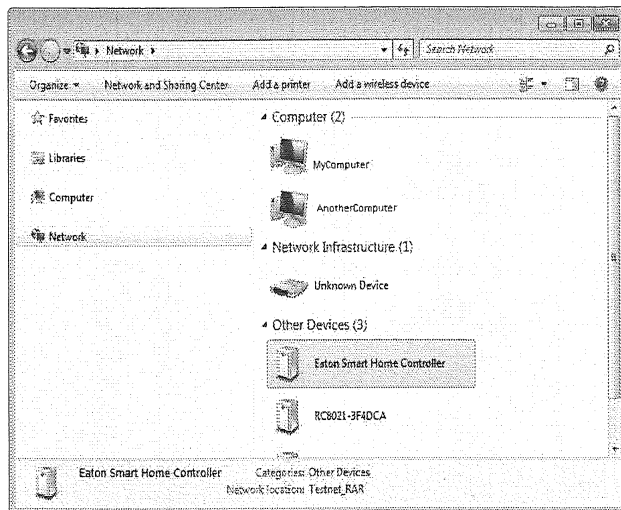 Network
Search Network
Organize
Network and Sharing Center
Add a printer
Add a wireless device
Favorites
Libraries
Computer
Network
Computer (2)
MyComputer
AnotherComputer
Network Infrastructure (1)
Unknown Device
Other Devices (3)
Eaton Smart Home Controller
RC8021-3F4DCA
Eaton Smart Home Controller
Categories: Other Devices
Network location: Testnet_RAR